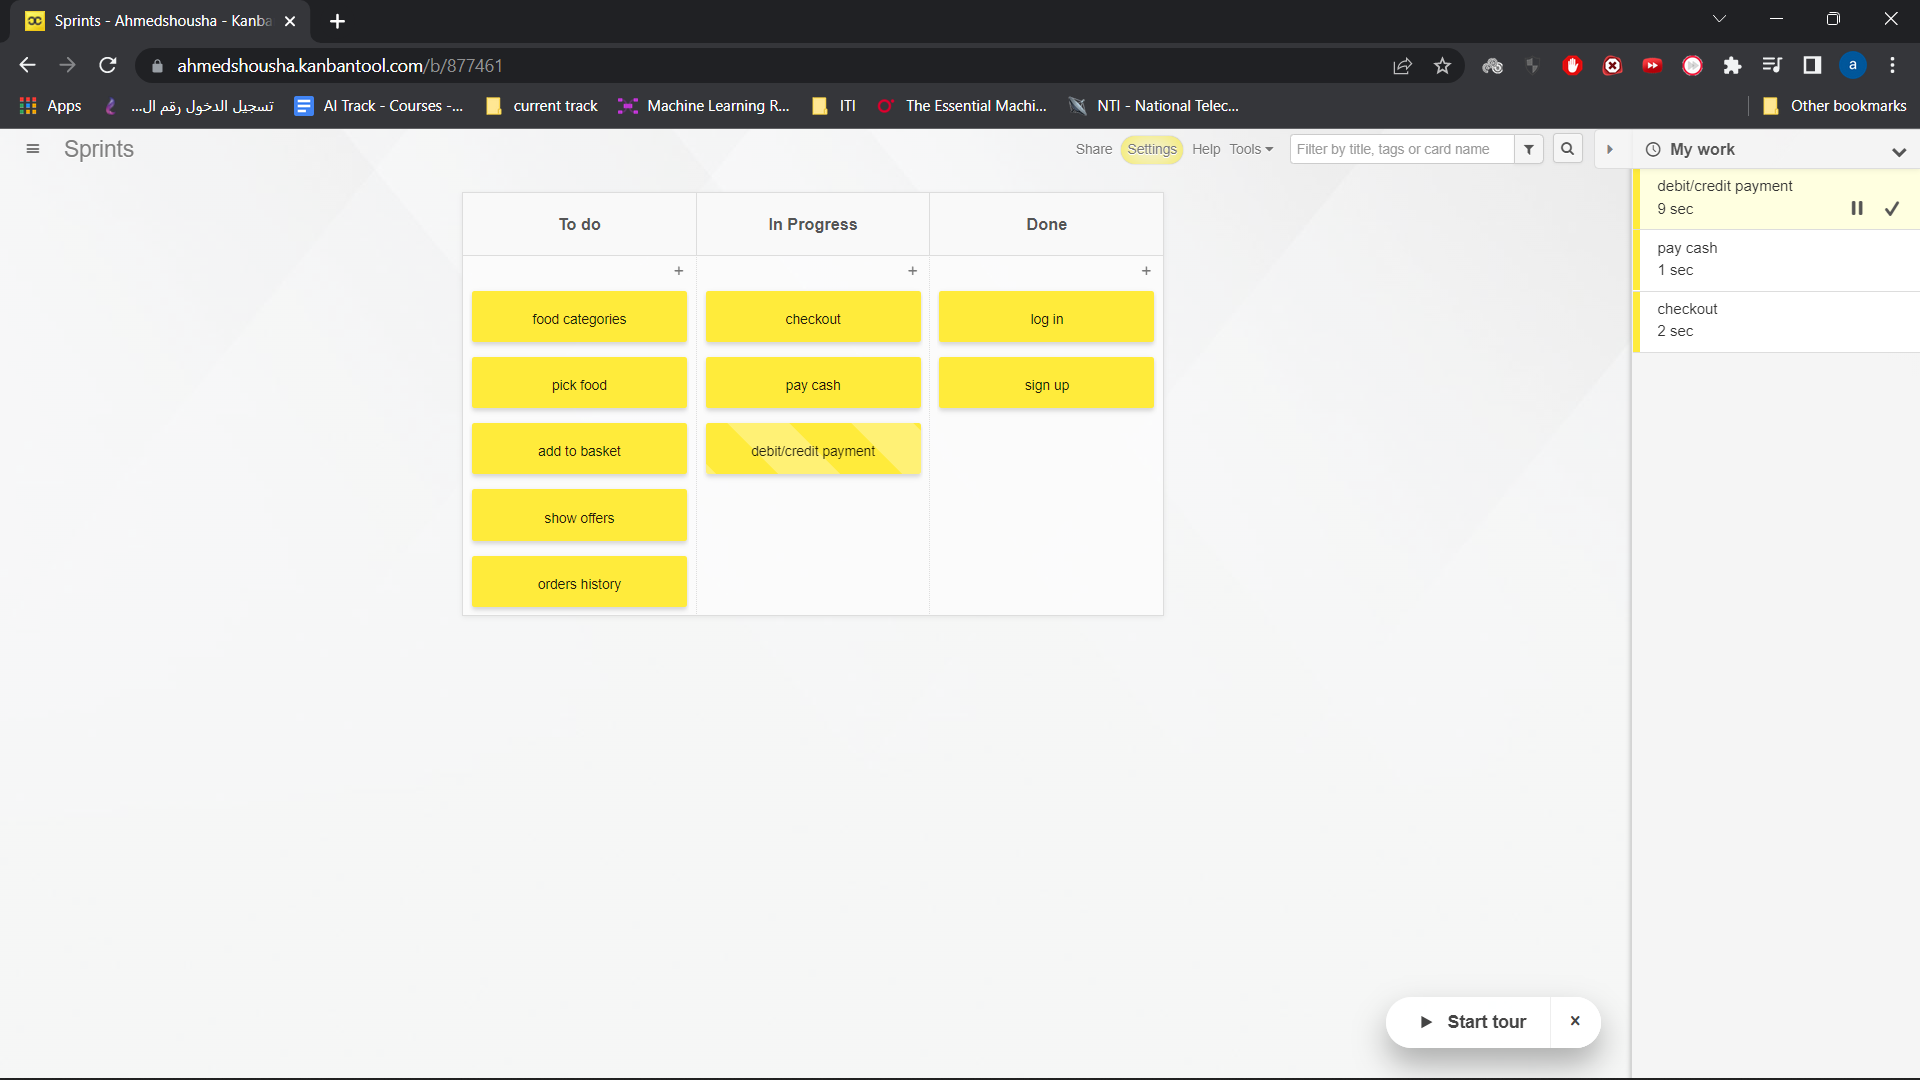 Sprints - Ahmedshousha - Kanba
ahmedshousha.kanbantool.com/b/877461
Apps
تسجيل الدخول رقم ال...
AI Track - Courses -...
current track
Machine Learning R...
ITI
The Essential Machi...
NTI - National Telec...
Other bookmarks
Sprints
Share
Settings
Help
Tools
Filter by title, tags or card name
My work
debit/credit payment
9 sec
pay cash
1 sec
checkout
2 sec
To do
In Progress
Done
food categories
pick food
add to basket
show offers
orders history
checkout
pay cash
debit/credit payment
log in
sign up
Start tour
a